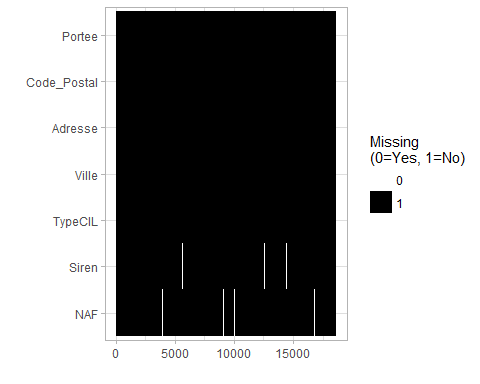 Portee
Code_Postal
Adresse
Ville
TypeCIL
Siren
NAF
0
5000
10000
15000
Missing
(0=Yes, 1=No)
0
1